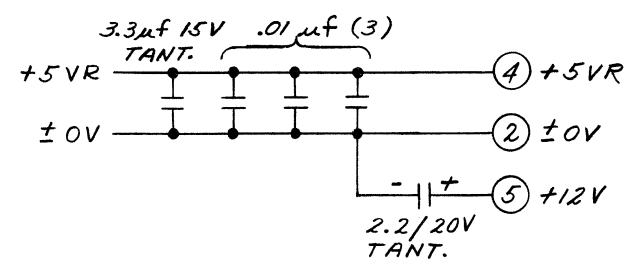 3.3µf 15V
TANT.
.01 µf (3)
+5VR
4 +5VR
±0V
2 ±0V
- +
5 +12V
2.2/20V
TANT.